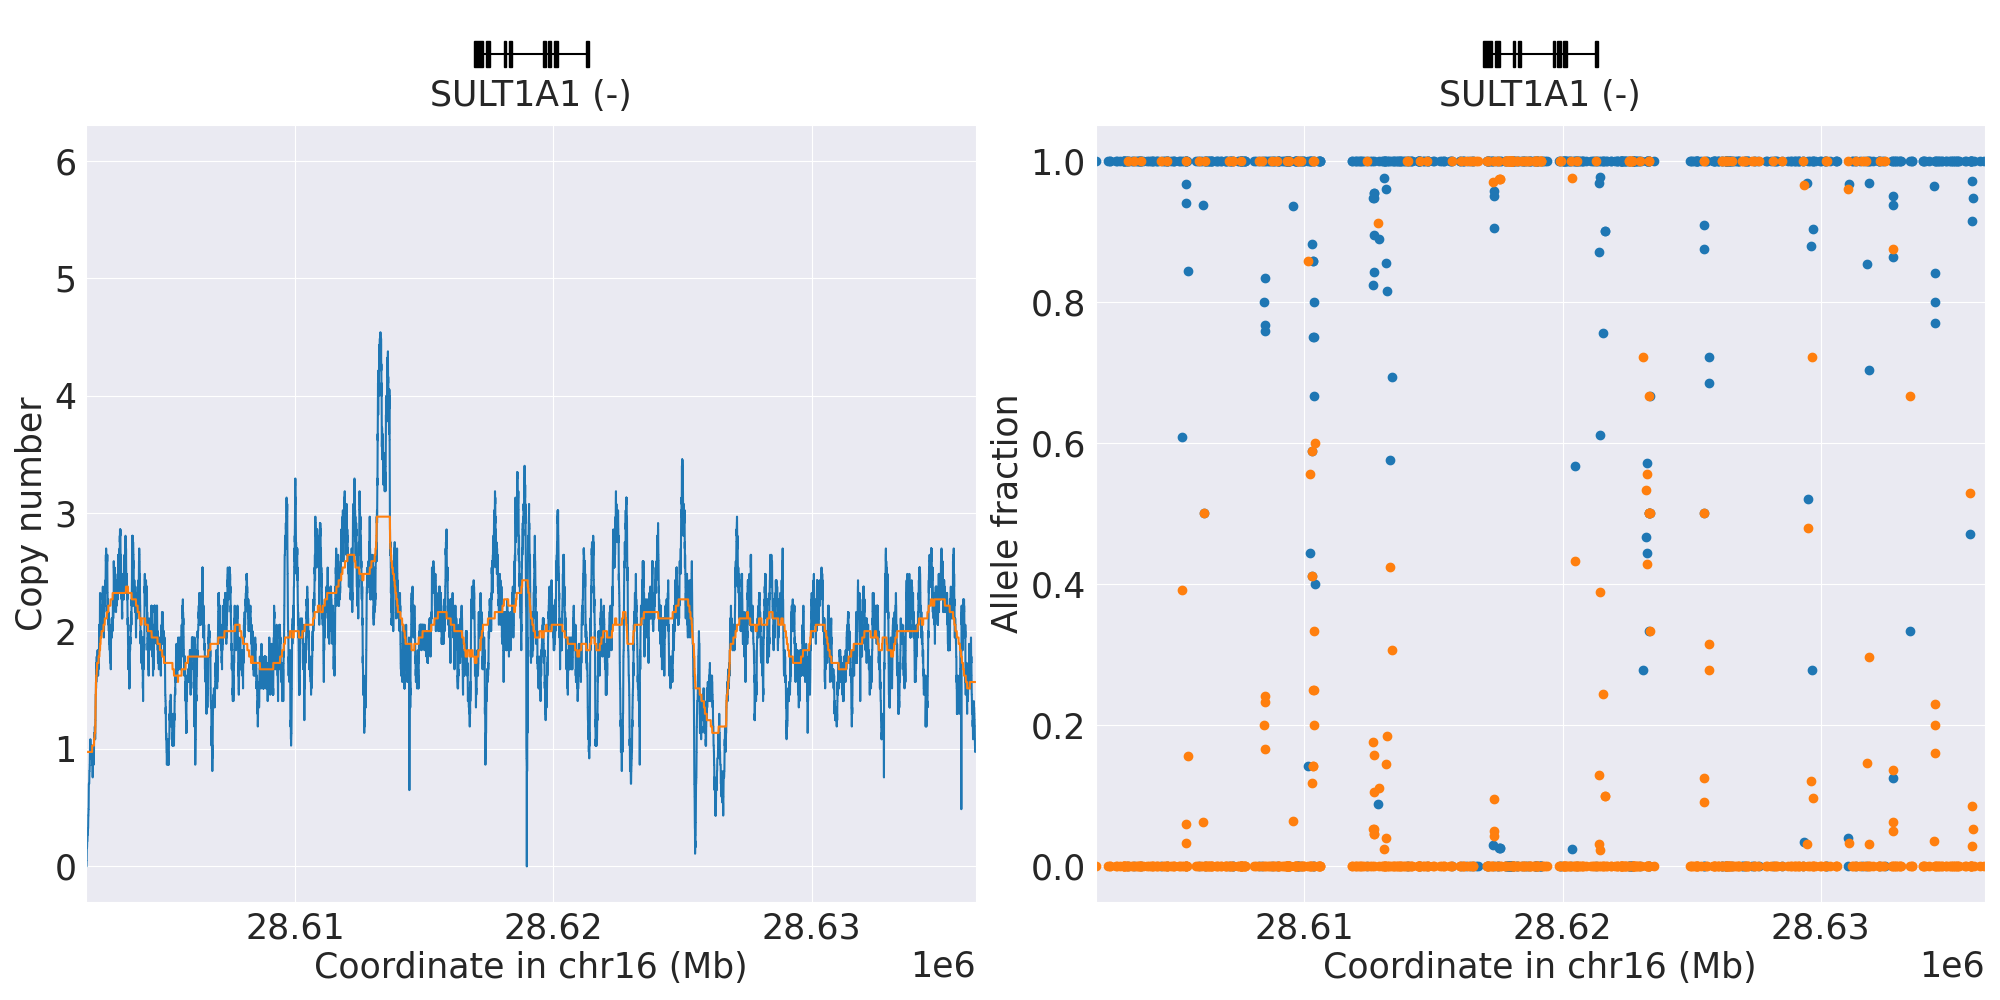 SULT1A1 (-)
6
5
4
3
2
1
0
Copy number
28.61
28.62
28.63
Coordinate in chr16 (Mb)
1e6
SULT1A1 (-)
1.0
0.8
0.6
0.4
0.2
0.0
Allele fraction
28.61
28.62
28.63
Coordinate in chr16 (Mb)
1e6